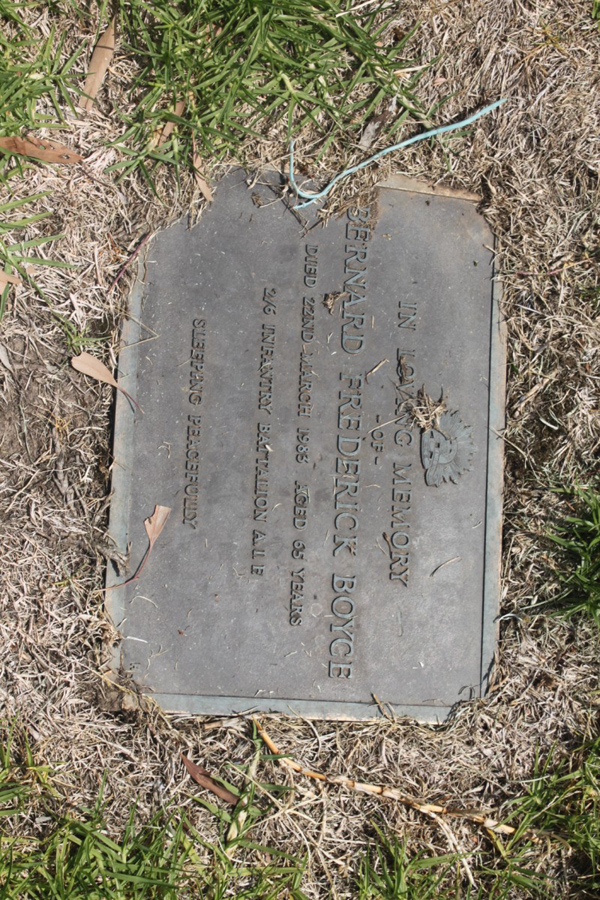 IN LOVING MEMORY
-OF-
BERNARD FREDERICK BOYCE
DIED 22ND MARCH 1983 AGED 65 YEARS
2/6 INFANTRY BATTALION A.I.F
SLEEPING PEACEFULLY